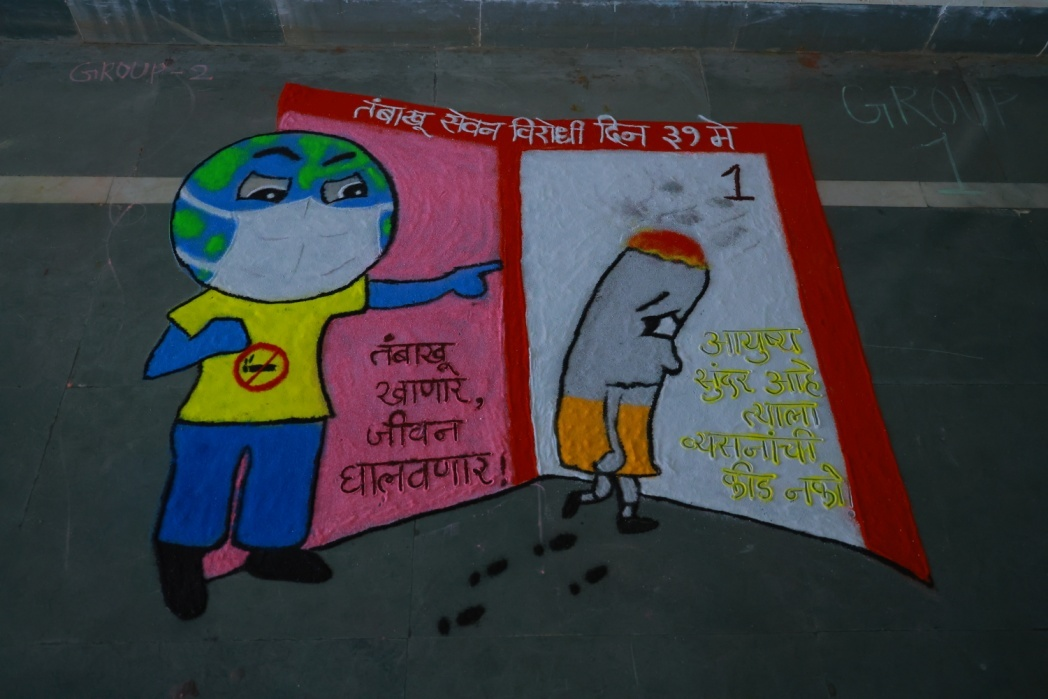 GROUP-2
GROUP
1
तंबाखू सेवन विरोधी दिन ३१ मे
1
तंबाखू
खाणार,
जीवन
घालवणार!
आयुष्य
सुंदर आहे
त्याला
व्यसनांची
कीड नको